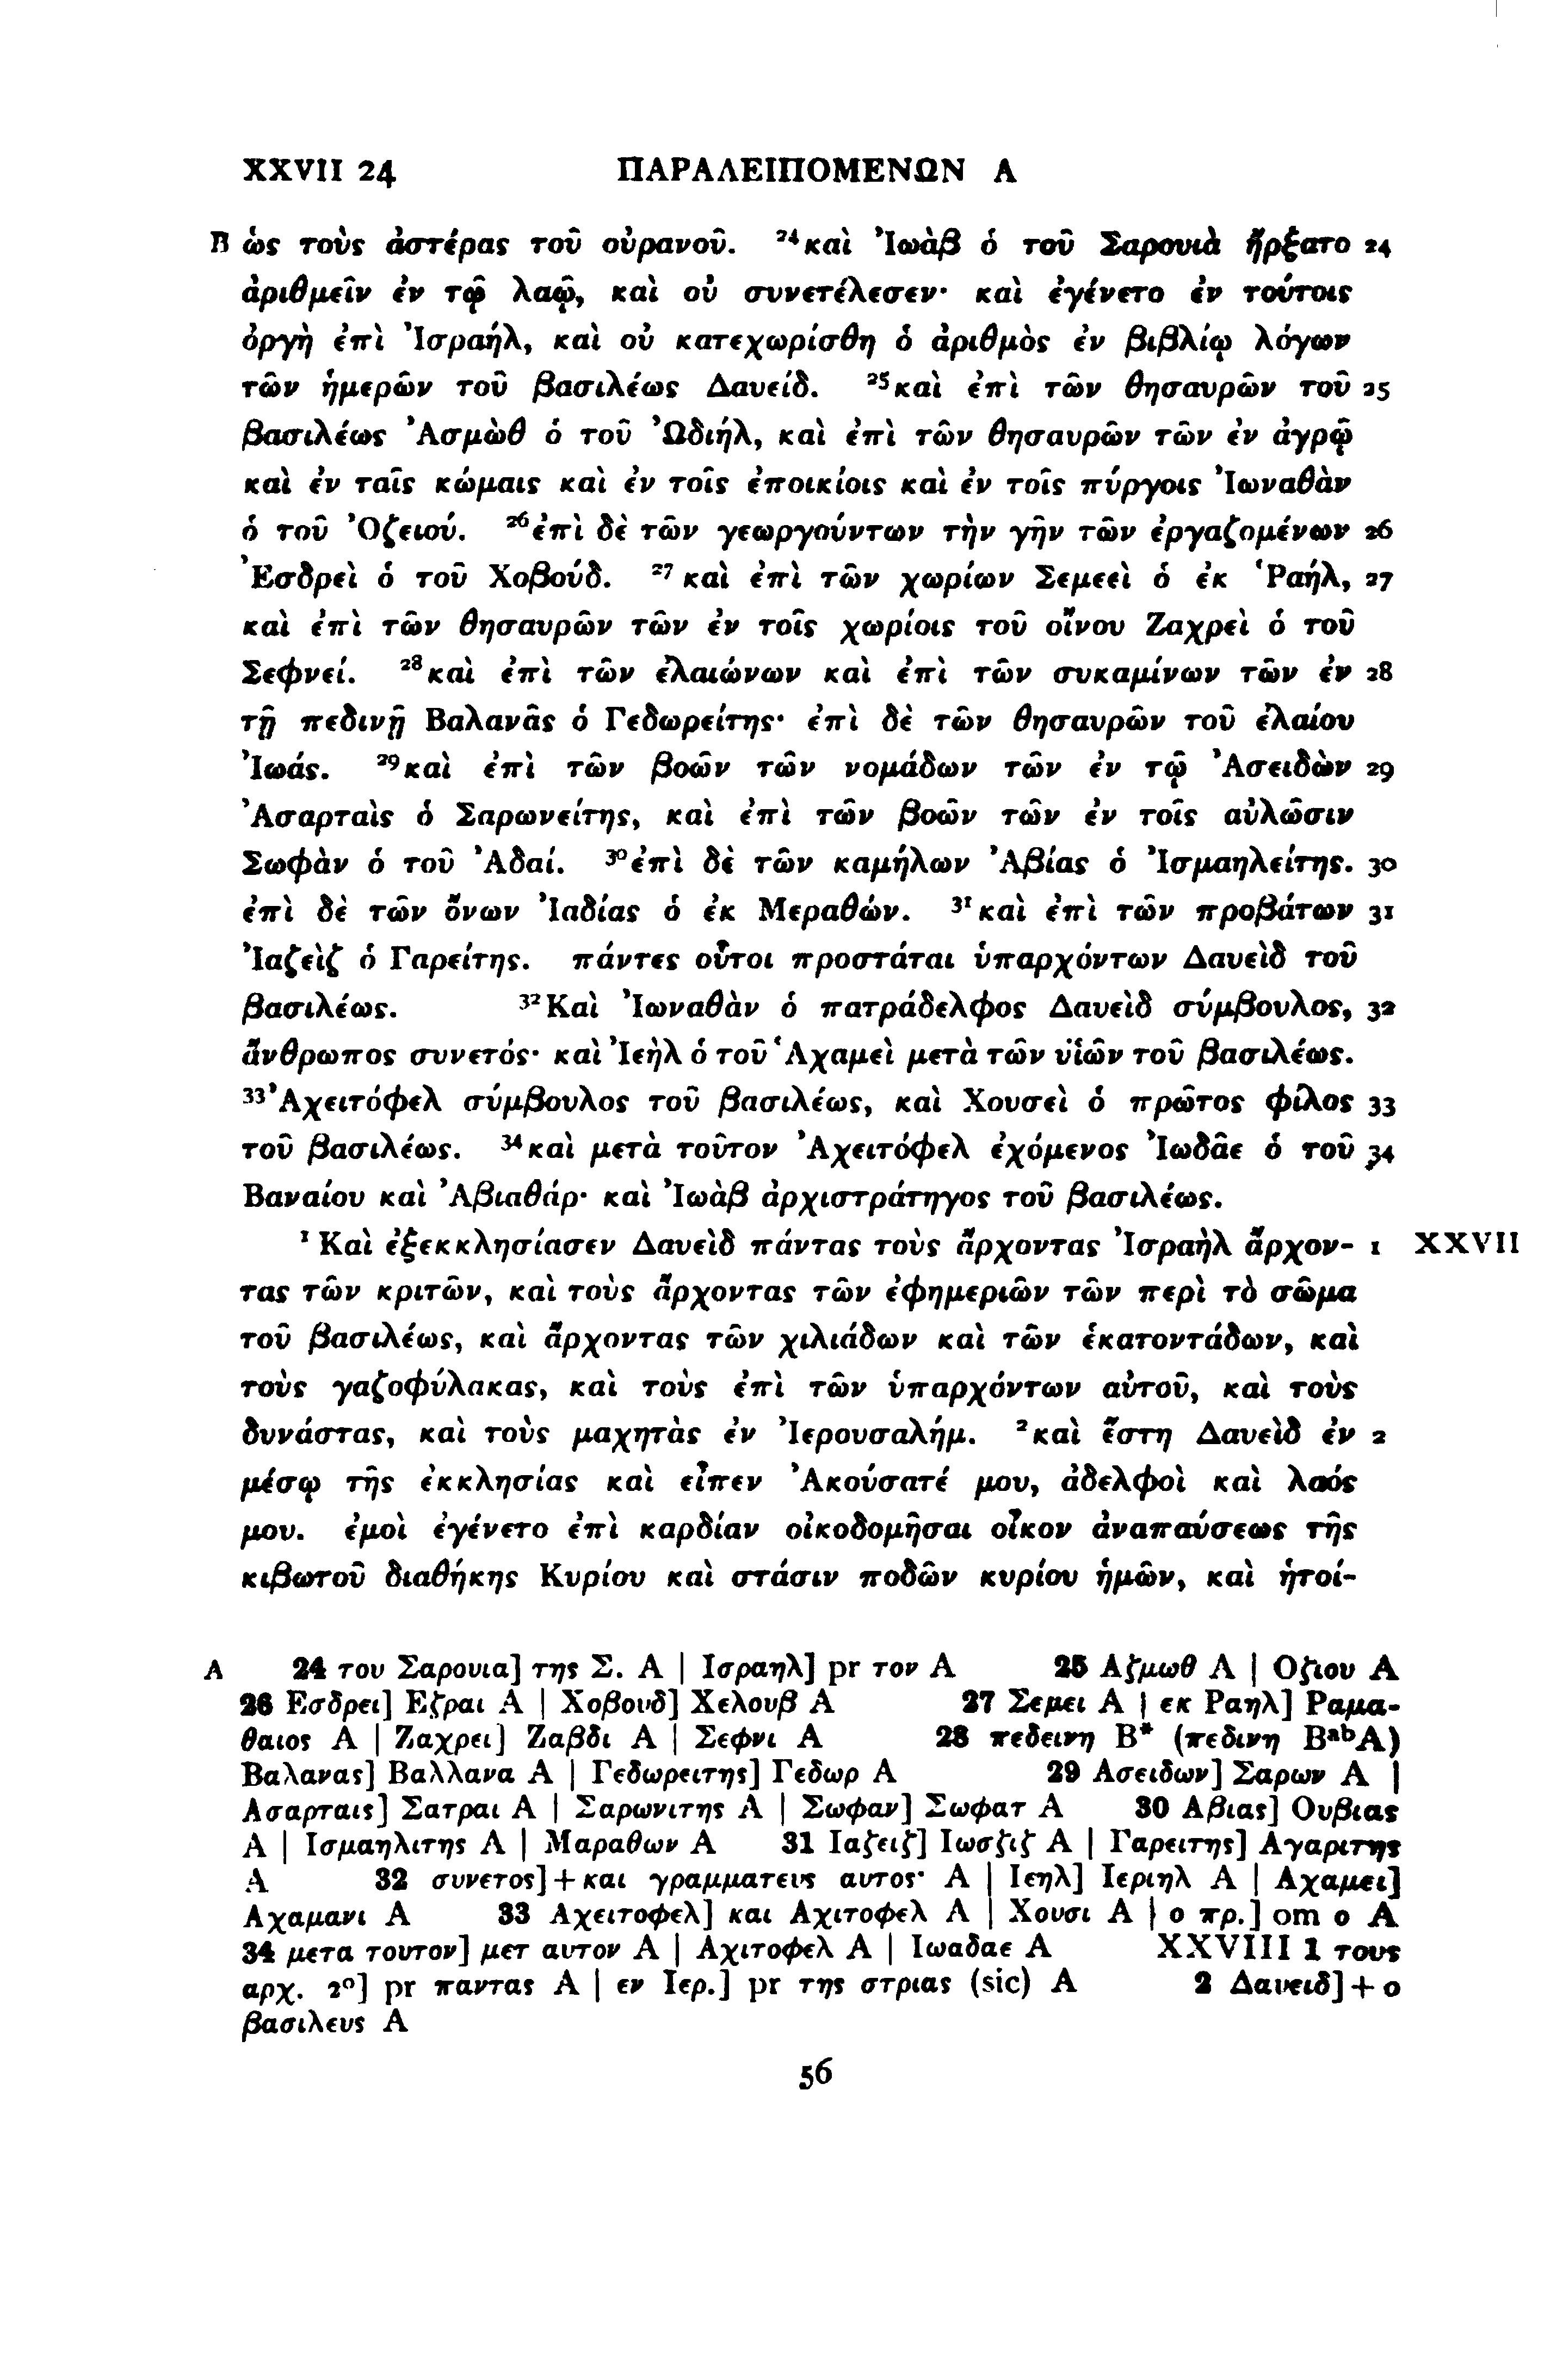 XXVII 24 ΠΑΡΑΛΕΙΠΟΜΕΝΩΝ Α
B ὡς τοὺς ἀστέρας τοῦ οὐρανοῦ. ²⁴καὶ Ἰωὰβ ὁ τοῦ Σαρουιὰ ἤρξατο 24
ἀριθμεῖν ἐν τῷ λαῷ, καὶ οὐ συνετέλεσεν· καὶ ἐγένετο ἐν τούτοις
ὀργὴ ἐπὶ Ἰσραήλ, καὶ οὐ κατεχωρίσθη ὁ ἀριθμὸς ἐν βιβλίῳ λόγων
τῶν ἡμερῶν τοῦ βασιλέως Δαυείδ. ²⁵καὶ ἐπὶ τῶν θησαυρῶν τοῦ 25
βασιλέως Ἀσμὼθ ὁ τοῦ Ὠδιήλ, καὶ ἐπὶ τῶν θησαυρῶν τῶν ἐν ἀγρῷ
καὶ ἐν ταῖς κώμαις καὶ ἐν τοῖς ἐποικίοις καὶ ἐν τοῖς πύργοις Ἰωναθὰν
ὁ τοῦ Ὀζειού. ²⁶ἐπὶ δὲ τῶν γεωργούντων τὴν γῆν τῶν ἐργαζομένων 26
Ἐσδρεὶ ὁ τοῦ Χοβούδ. ²⁷καὶ ἐπὶ τῶν χωρίων Σεμεεὶ ὁ ἐκ Ῥαήλ, 27
καὶ ἐπὶ τῶν θησαυρῶν τῶν ἐν τοῖς χωρίοις τοῦ οἴνου Ζαχρεὶ ὁ τοῦ
Σεφνεί. ²⁸καὶ ἐπὶ τῶν ἐλαιώνων καὶ ἐπὶ τῶν συκαμίνων τῶν ἐν 28
τῇ πεδινῇ Βαλανᾶς ὁ Γεδωρείτης· ἐπὶ δὲ τῶν θησαυρῶν τοῦ ἐλαίου
Ἰωάς. ²⁹καὶ ἐπὶ τῶν βοῶν τῶν νομάδων τῶν ἐν τῷ Ἀσειδὼν 29
Ἀσαρταὶς ὁ Σαρωνείτης, καὶ ἐπὶ τῶν βοῶν τῶν ἐν τοῖς αὐλῶσιν
Σωφὰν ὁ τοῦ Ἀδαί. ³⁰ἐπὶ δὲ τῶν καμήλων Ἀβίας ὁ Ἰσμαηλείτης. 30
ἐπὶ δὲ τῶν ὄνων Ἰαδίας ὁ ἐκ Μεραθών. ³¹καὶ ἐπὶ τῶν προβάτων 31
Ἰαζεὶζ ὁ Γαρείτης. πάντες οὗτοι προστάται ὑπαρχόντων Δαυεὶδ τοῦ
βασιλέως. ³²Καὶ Ἰωναθὰν ὁ πατράδελφος Δαυεὶδ σύμβουλος, 32
ἄνθρωπος συνετός· καὶ Ἰεὴλ ὁ τοῦ Ἁχαμεὶ μετὰ τῶν υἱῶν τοῦ βασιλέως.
³³Ἀχειτόφελ σύμβουλος τοῦ βασιλέως, καὶ Χουσεὶ ὁ πρῶτος φίλος 33
τοῦ βασιλέως. ³⁴καὶ μετὰ τοῦτον Ἀχειτόφελ ἐχόμενος Ἰωδᾶε ὁ τοῦ 34
Βαναίου καὶ Ἀβιαθάρ· καὶ Ἰωὰβ ἀρχιστράτηγος τοῦ βασιλέως.
¹Καὶ ἐξεκκλησίασεν Δαυεὶδ πάντας τοὺς ἄρχοντας Ἰσραὴλ ἄρχον- 1 XXVII
τας τῶν κριτῶν, καὶ τοὺς ἄρχοντας τῶν ἐφημεριῶν τῶν περὶ τὸ σῶμα
τοῦ βασιλέως, καὶ ἄρχοντας τῶν χιλιάδων καὶ τῶν ἑκατοντάδων, καὶ
τοὺς γαζοφύλακας, καὶ τοὺς ἐπὶ τῶν ὑπαρχόντων αὐτοῦ, καὶ τοὺς
δυνάστας, καὶ τοὺς μαχητὰς ἐν Ἰερουσαλήμ. ²καὶ ἔστη Δαυεὶδ ἐν 2
μέσῳ τῆς ἐκκλησίας καὶ εἶπεν Ἀκούσατέ μου, ἀδελφοὶ καὶ λαός
μου. ἐμοὶ ἐγένετο ἐπὶ καρδίαν οἰκοδομῆσαι οἶκον ἀναπαύσεως τῆς
κιβωτοῦ διαθήκης Κυρίου καὶ στάσιν ποδῶν κυρίου ἡμῶν, καὶ ἡτοί-
A 24 του Σαρουια] της Σ. A | Ισραηλ] pr τον A 25 Αζμωθ A | Οζιου A
26 Εσδρει] Εζραι A | Χοβουδ] Χελουβ A 27 Σεμει A | εκ Ραηλ] Ραμα-
θαιος A | Ζαχρει] Ζαβδι A | Σεφνι A 28 πεδεινη B* (πεδινη BᵃᵇA)
Βαλανας] Βαλλανα A | Γεδωρειτης] Γεδωρ A 29 Ασειδων] Σαρων A |
Ασαρταις] Σατραι A | Σαρωνιτης A | Σωφαν] Σωφατ A 30 Αβιας] Ουβιας
A | Ισμαηλιτης A | Μαραθων A 31 Ιαζειζ] Ιωσζιζ A | Γαρειτης] Αγαριτης
A 32 συνετος]+και γραμματευς αυτος· A | Ιεηλ] Ιεριηλ A | Αχαμει]
Αχαμανι A 33 Αχειτοφελ] και Αχιτοφελ A | Χουσι A | ο πρ.] om ο A
34 μετα τουτον] μετ αυτον A | Αχιτοφελ A | Ιωαδαε A XXVIII 1 τους
αρχ. 2°] pr παντας A | εν Ιερ.] pr της στριας (sic) A 2 Δαυειδ]+ο
βασιλευς A
56